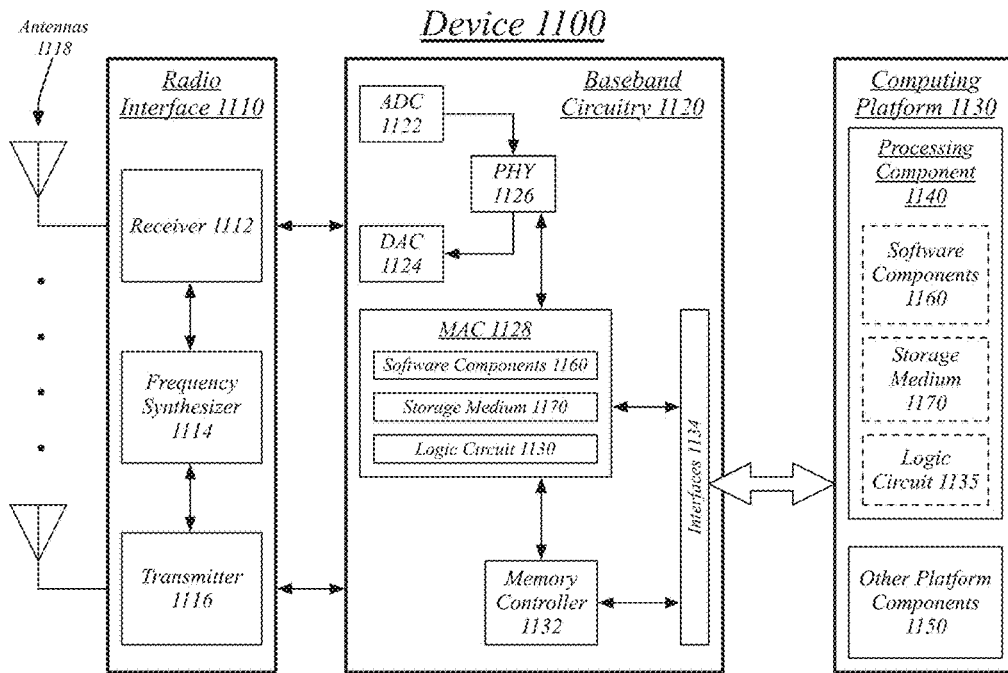 Device 1100
Antennas
1118
Radio
Interface 1110
Receiver 1112
Frequency
Synthesizer
1114
Transmitter
1116
Baseband
Circuitry 1120
ADC
1122
PHY
1126
DAC
1124
MAC 1128
Software Components 1160
Storage Medium 1170
Logic Circuit 1130
Memory
Controller
1132
Interfaces 1134
Computing
Platform 1130
Processing
Component
1140
Software
Components
1160
Storage
Medium
1170
Logic
Circuit 1135
Other Platform
Components
1150